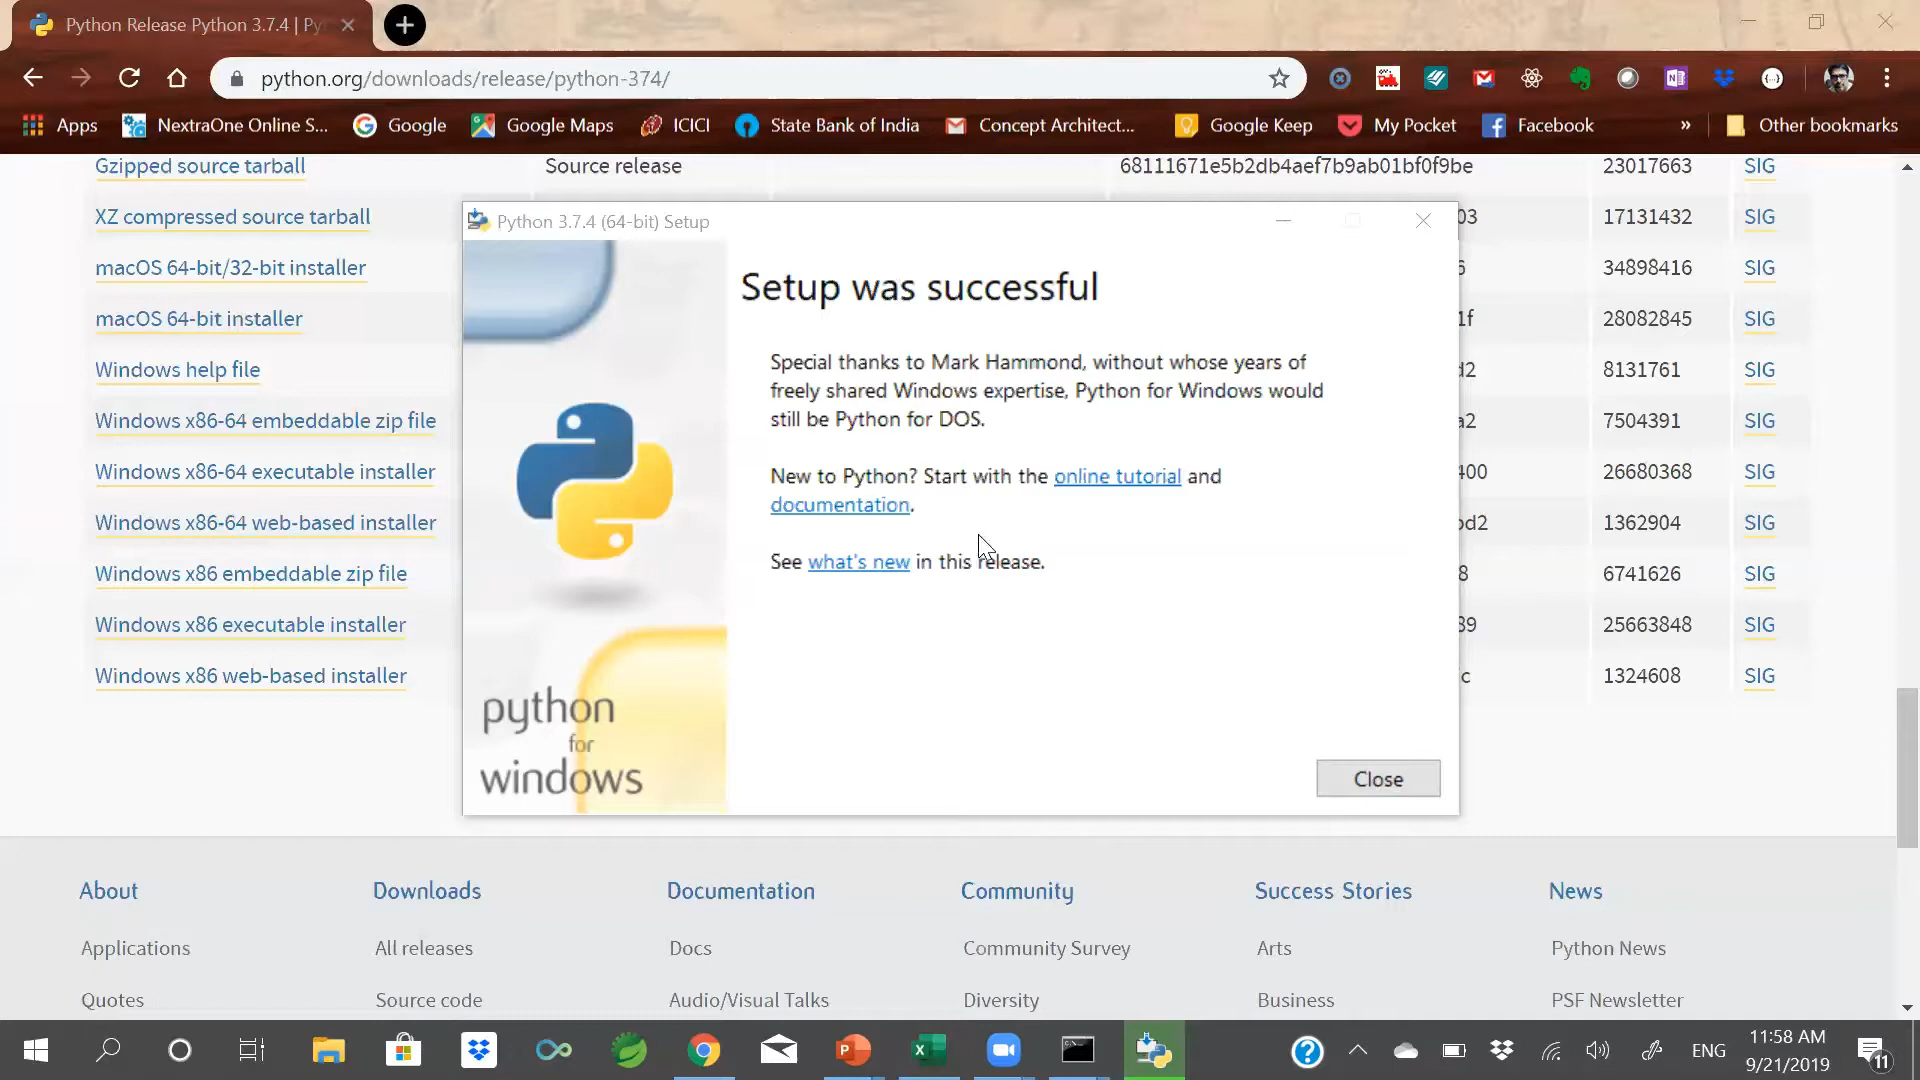 Python Release Python 3.7.4 | Py
python.org/downloads/release/python-374/
Apps
NextraOne Online S...
Google
Google Maps
ICICI
State Bank of India
Concept Architect...
Google Keep
My Pocket
Facebook
»
Other bookmarks
Gzipped source tarball
Source release
68111671e5b2db4aef7b9ab01bf0f9be
23017663
SIG
XZ compressed source tarball
03
17131432
SIG
macOS 64-bit/32-bit installer
6
34898416
SIG
macOS 64-bit installer
1f
28082845
SIG
Windows help file
d2
8131761
SIG
Windows x86-64 embeddable zip file
a2
7504391
SIG
Windows x86-64 executable installer
400
26680368
SIG
Windows x86-64 web-based installer
bd2
1362904
SIG
Windows x86 embeddable zip file
8
6741626
SIG
Windows x86 executable installer
89
25663848
SIG
Windows x86 web-based installer
c
1324608
SIG
Python 3.7.4 (64-bit) Setup
Setup was successful
Special thanks to Mark Hammond, without whose years of
freely shared Windows expertise, Python for Windows would
still be Python for DOS.
New to Python? Start with the online tutorial and
documentation.
See what's new in this release.
python
for
windows
Close
About
Downloads
Documentation
Community
Success Stories
News
Applications
All releases
Docs
Community Survey
Arts
Python News
Quotes
Source code
Audio/Visual Talks
Diversity
Business
PSF Newsletter
ENG
11:58 AM
9/21/2019
11